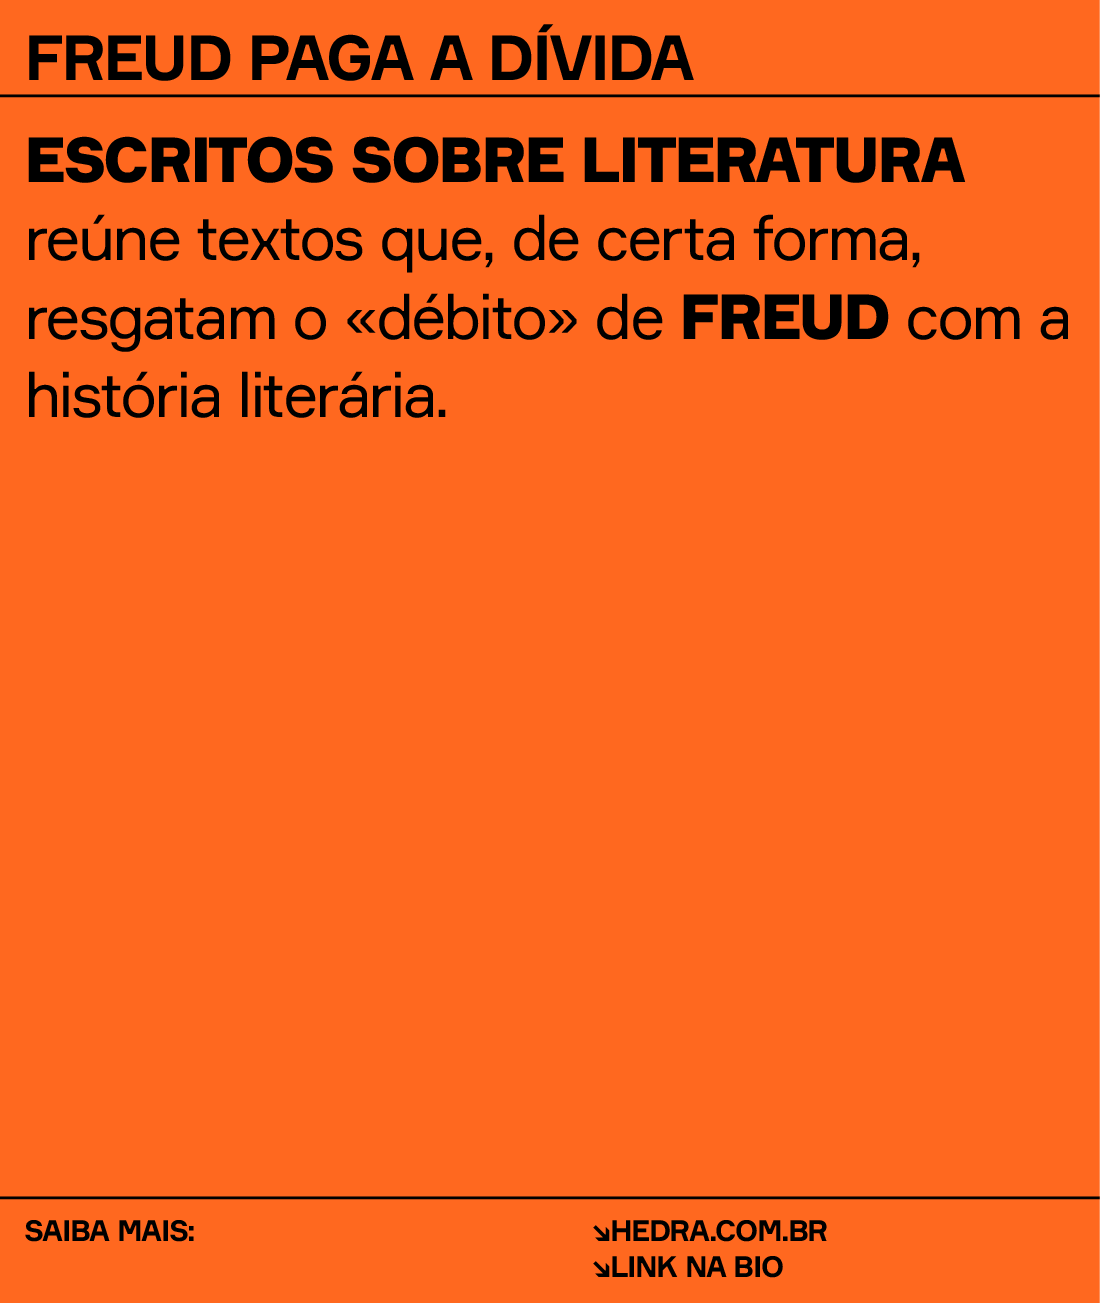 FREUD PAGA A DÍVIDA
ESCRITOS SOBRE LITERATURA
reúne textos que, de certa forma,
resgatam o «débito» de FREUD com a
história literária.
SAIBA MAIS:
↘HEDRA.COM.BR
↘LINK NA BIO